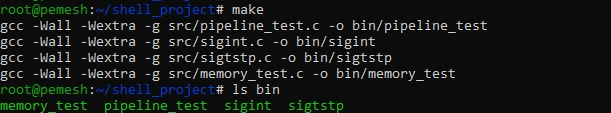 root@pemesh:~/shell_project# make
gcc -Wall -Wextra -g src/pipeline_test.c -o bin/pipeline_test
gcc -Wall -Wextra -g src/sigint.c -o bin/sigint
gcc -Wall -Wextra -g src/sigtstp.c -o bin/sigtstp
gcc -Wall -Wextra -g src/memory_test.c -o bin/memory_test
root@pemesh:~/shell_project# ls bin
memory_test  pipeline_test  sigint  sigtstp